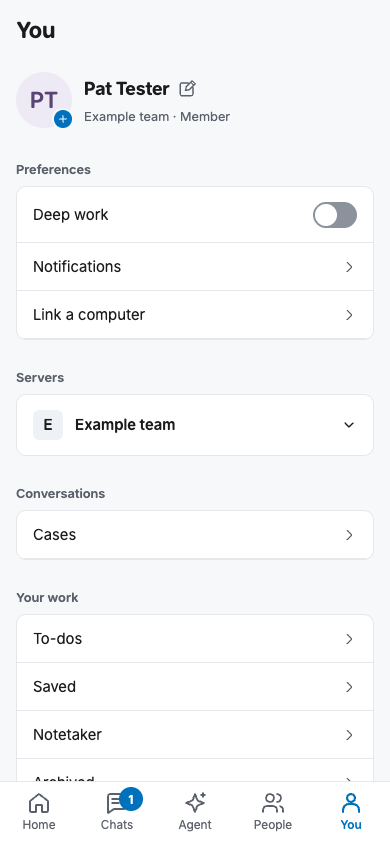 You
PT
Pat Tester
Example team · Member
Preferences
Deep work
Notifications
Link a computer
Servers
E
Example team
Conversations
Cases
Your work
To-dos
Saved
Notetaker
Archived
1
Home
Chats
Agent
People
You